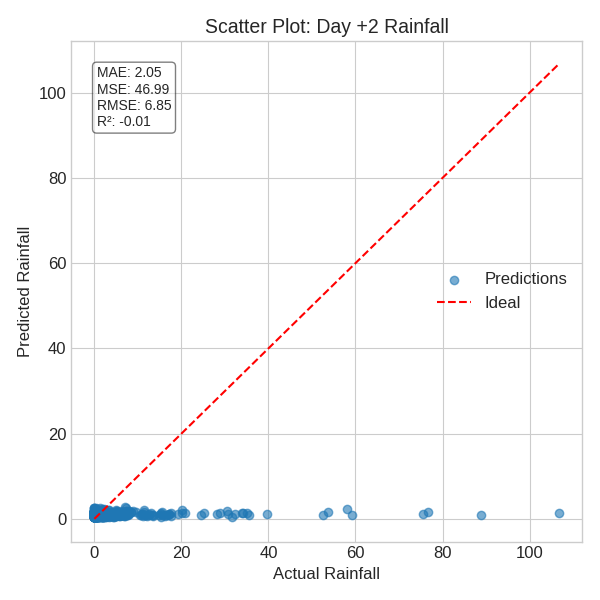 Scatter Plot: Day +2 Rainfall
MAE: 2.05
MSE: 46.99
RMSE: 6.85
R²: -0.01
Predicted Rainfall
100
80
60
40
20
0
Predictions
Ideal
0 20 40 60 80 100
Actual Rainfall